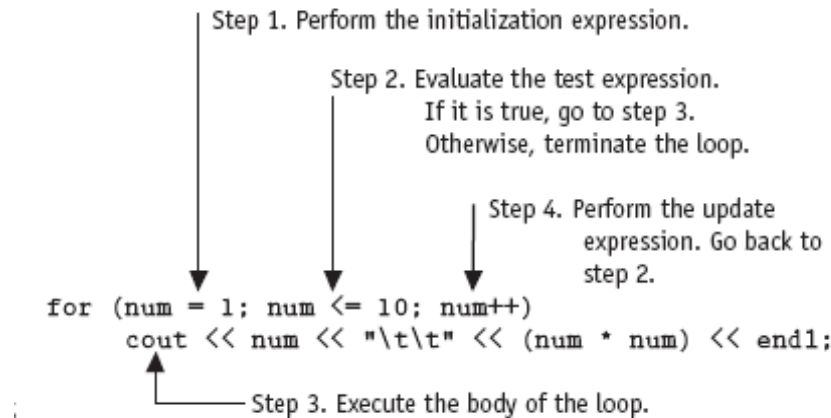 Step 1. Perform the initialization expression.
Step 2. Evaluate the test expression.
If it is true, go to step 3.
Otherwise, terminate the loop.
Step 4. Perform the update
expression. Go back to
step 2.
for (num = 1; num <= 10; num++)
cout << num << "\t\t" << (num * num) << endl;
Step 3. Execute the body of the loop.
;